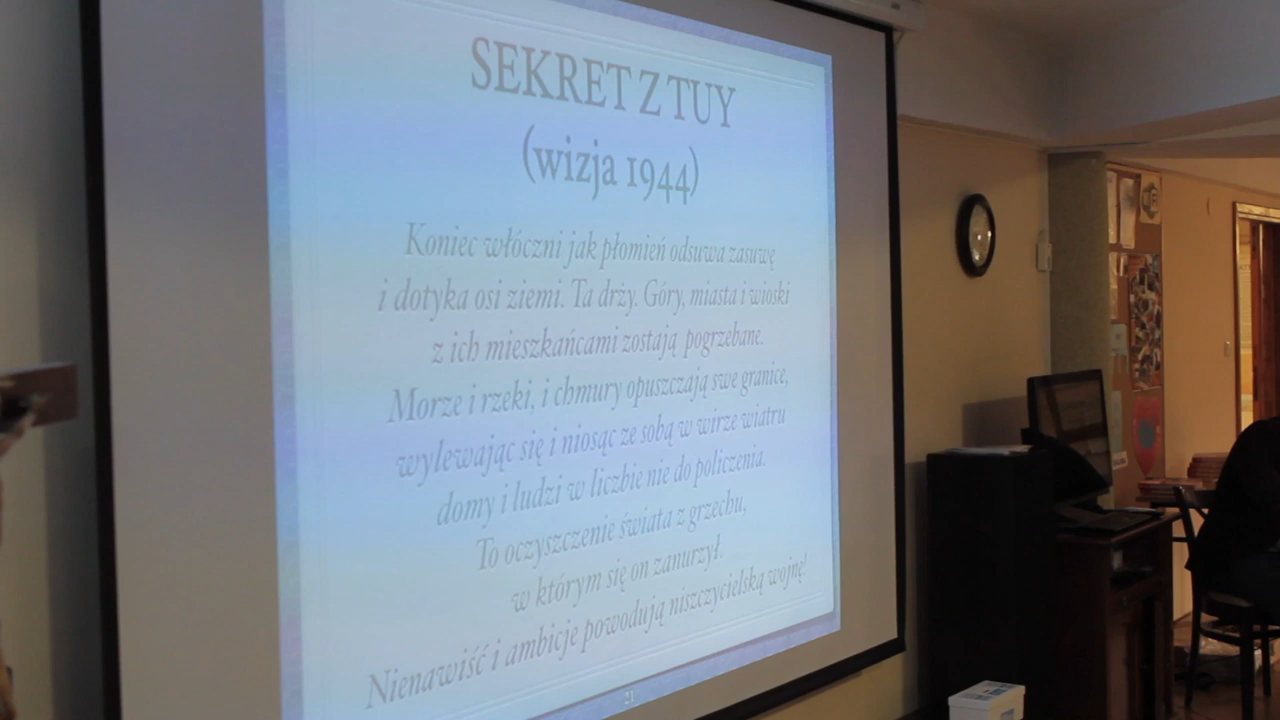 SEKRET Z TUY
(wizja 1944)
Koniec włóczni jak płomień odsuwa zasuwę
i dotyka osi ziemi. Ta drży. Góry, miasta i wioski
z ich mieszkańcami zostają pogrzebane.
Morze i rzeki, i chmury opuszczają swe granice,
wylewając się i niosąc ze sobą w wirze wiatru
domy i ludzi w liczbie nie do policzenia.
To oczyszczenie świata z grzechu,
w którym się on zanurzył.
Nienawiść i ambicje powodują niszczycielską wojnę!
21